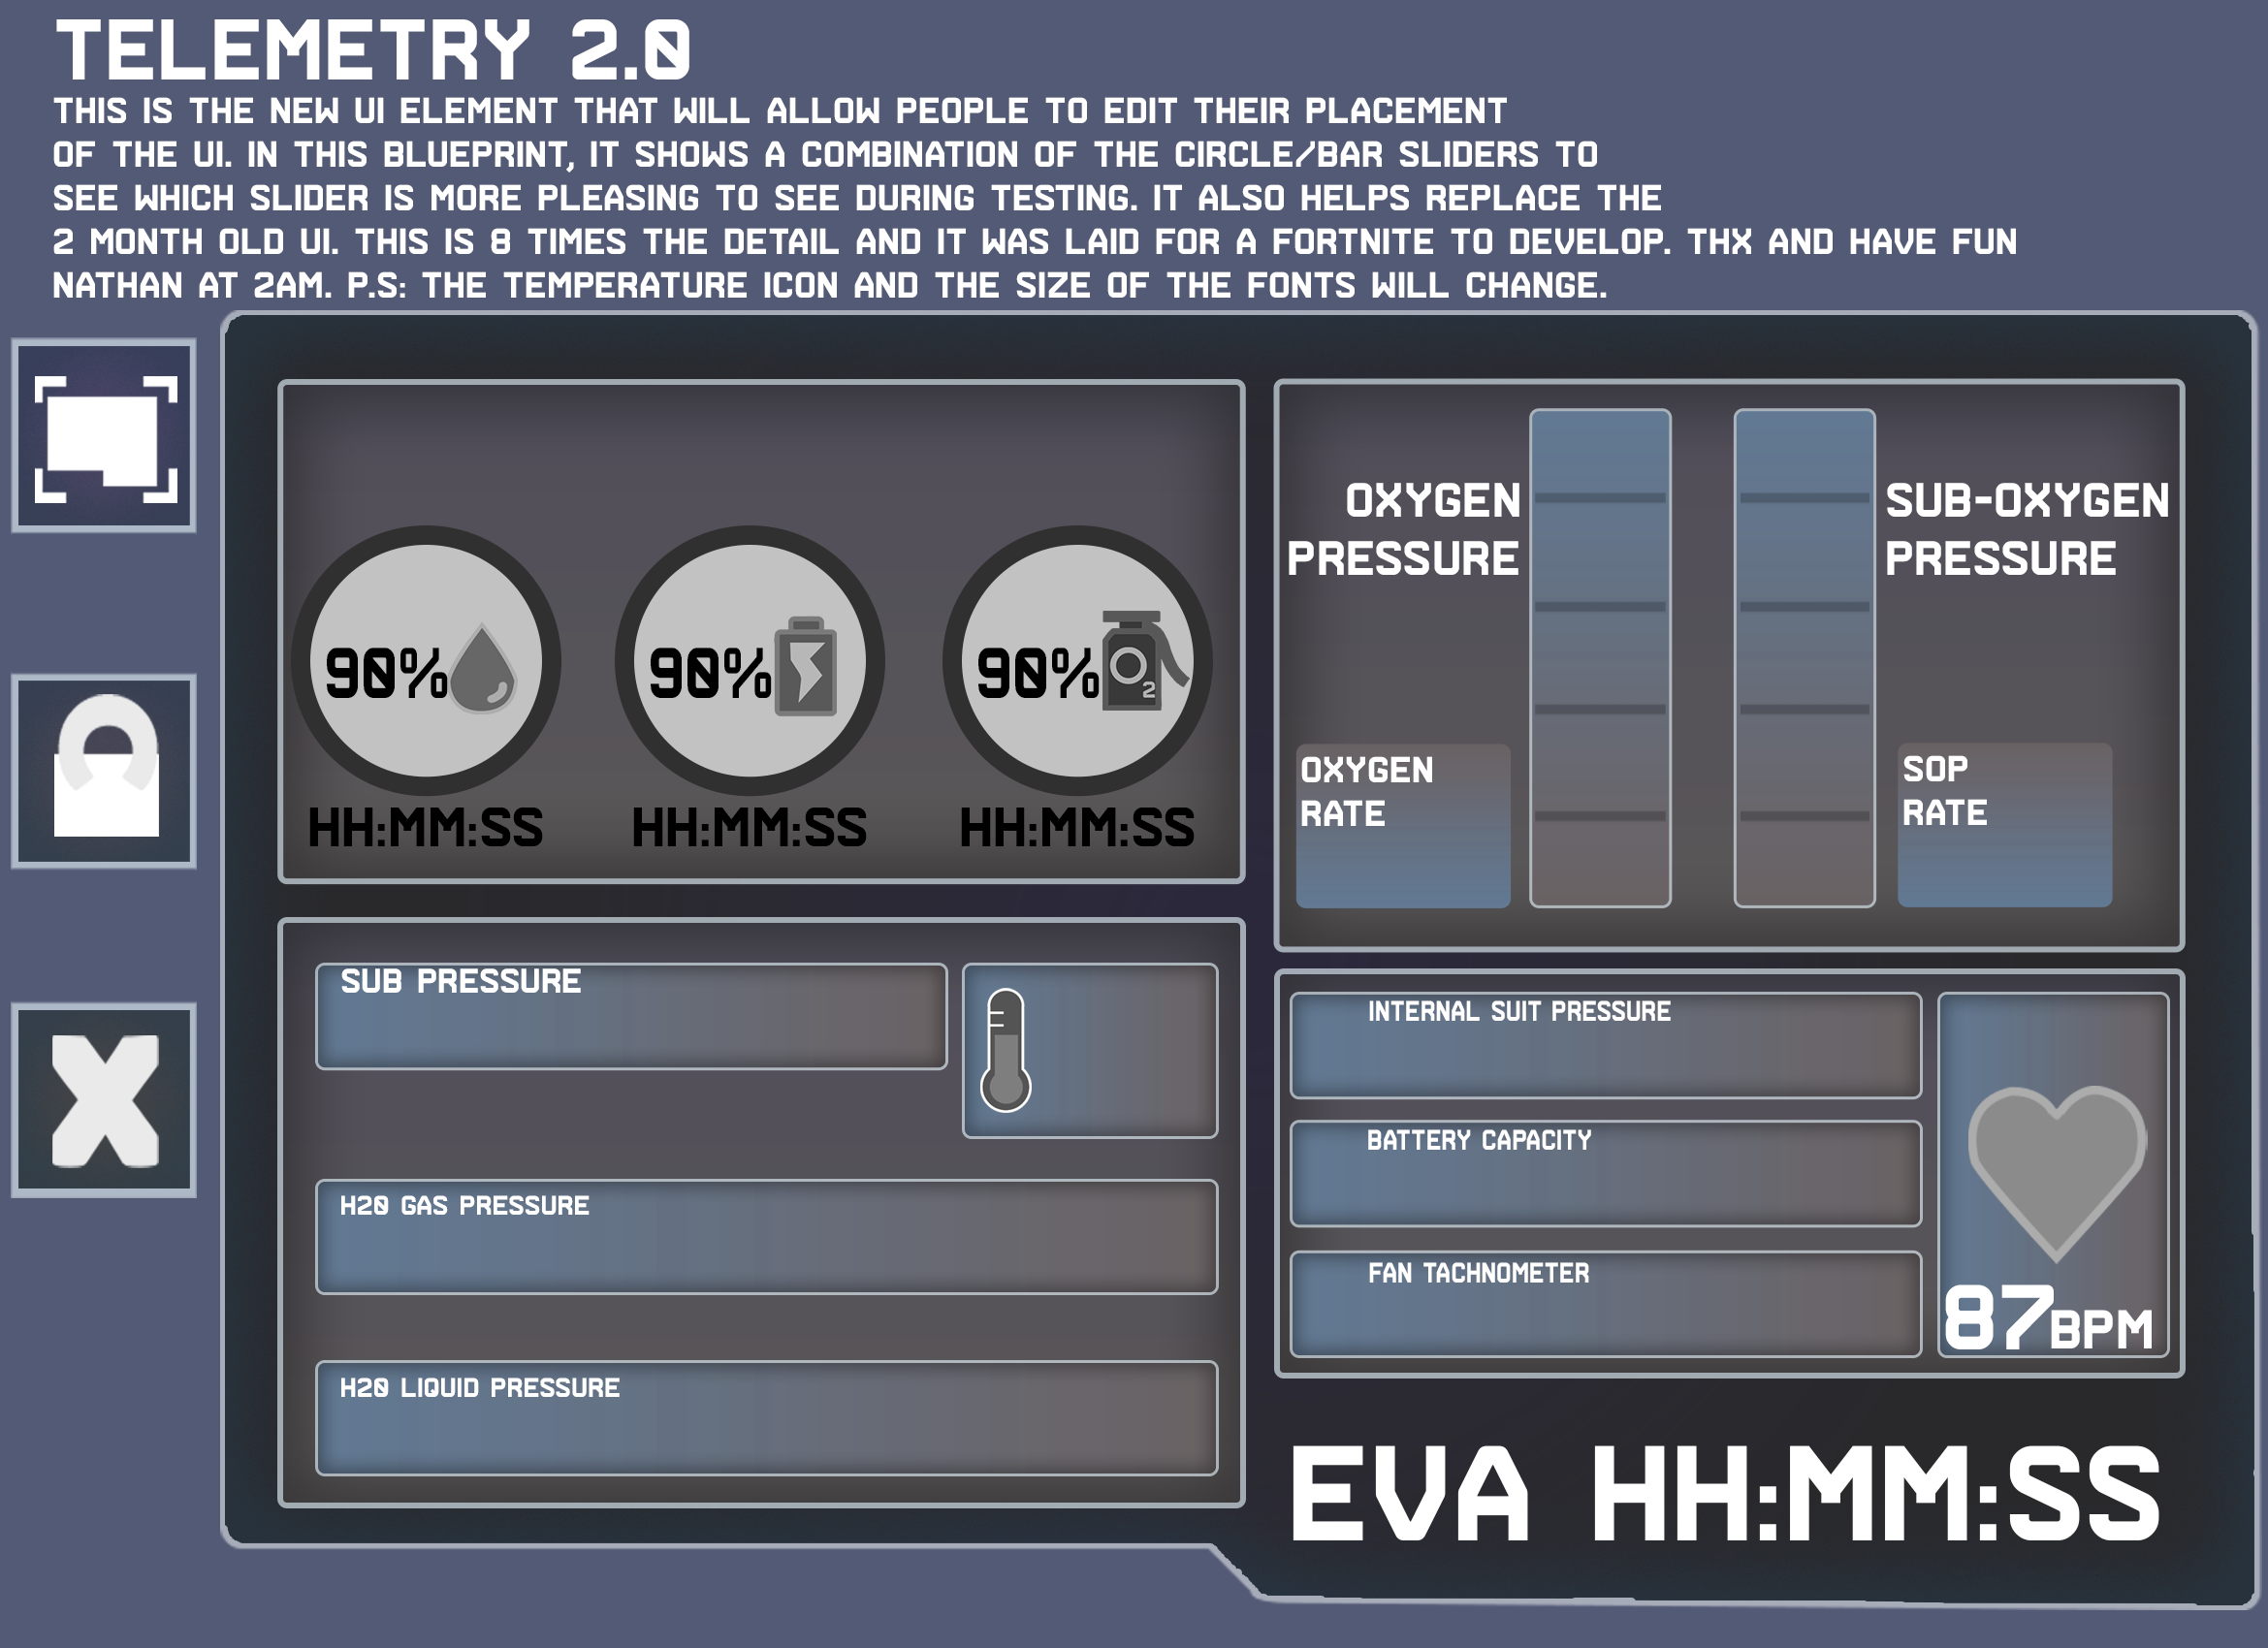 TELEMETRY 2.0
THIS IS THE NEW UI ELEMENT THAT WILL ALLOW PEOPLE TO EDIT THEIR PLACEMENT
OF THE UI. IN THIS BLUEPRINT, IT SHOWS A COMBINATION OF THE CIRCLE/BAR SLIDERS TO
SEE WHICH SLIDER IS MORE PLEASING TO SEE DURING TESTING. IT ALSO HELPS REPLACE THE
2 MONTH OLD UI. THIS IS 8 TIMES THE DETAIL AND IT WAS LAID FOR A FORTNITE TO DEVELOP. THX AND HAVE FUN
NATHAN AT 2AM. P.S: THE TEMPERATURE ICON AND THE SIZE OF THE FONTS WILL CHANGE.
90%
90%
90%
O2
HH:MM:SS
HH:MM:SS
HH:MM:SS
OXYGEN
PRESSURE
SUB-OXYGEN
PRESSURE
OXYGEN
RATE
SOP
RATE
SUB PRESSURE
H20 GAS PRESSURE
H20 LIQUID PRESSURE
INTERNAL SUIT PRESSURE
BATTERY CAPACITY
FAN TACHNOMETER
87BPM
EVA HH:MM:SS